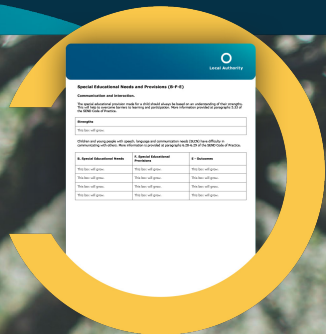 Local Authority
Special Educational Needs and Provisions (B-F-E)
Communication and interaction.
The special educational provision made for a child should always be based on an understanding of their strengths.
This will help to overcome barriers to learning and participation. More information provided at paragraphs 5.32 of
the SEND Code of Practice.
Strengths
This box will grow.
Children and young people with speech, language and communication needs (SLCN) have difficulty in
communicating with others. More information is provided at paragraphs 6.28-6.29 of the SEND Code of Practice.
B. Special Educational Needs
F. Special Educational
Provisions
E - Outcomes
This box will grow.
This box will grow.
This box will grow.
This box will grow.
This box will grow.
This box will grow.
This box will grow.
This box will grow.
This box will grow.
This box will grow.
This box will grow.
This box will grow.